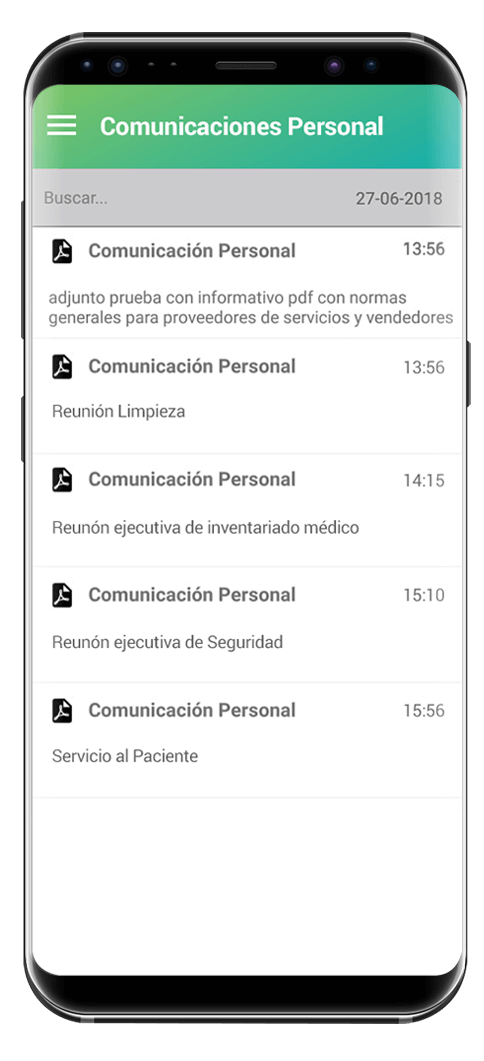 Comunicaciones Personal
Buscar... 27-06-2018
Comunicación Personal 13:56
adjunto prueba con informativo pdf con normas
generales para proveedores de servicios y vendedores
Comunicación Personal 13:56
Reunión Limpieza
Comunicación Personal 14:15
Reunón ejecutiva de inventariado médico
Comunicación Personal 15:10
Reunón ejecutiva de Seguridad
Comunicación Personal 15:56
Servicio al Paciente